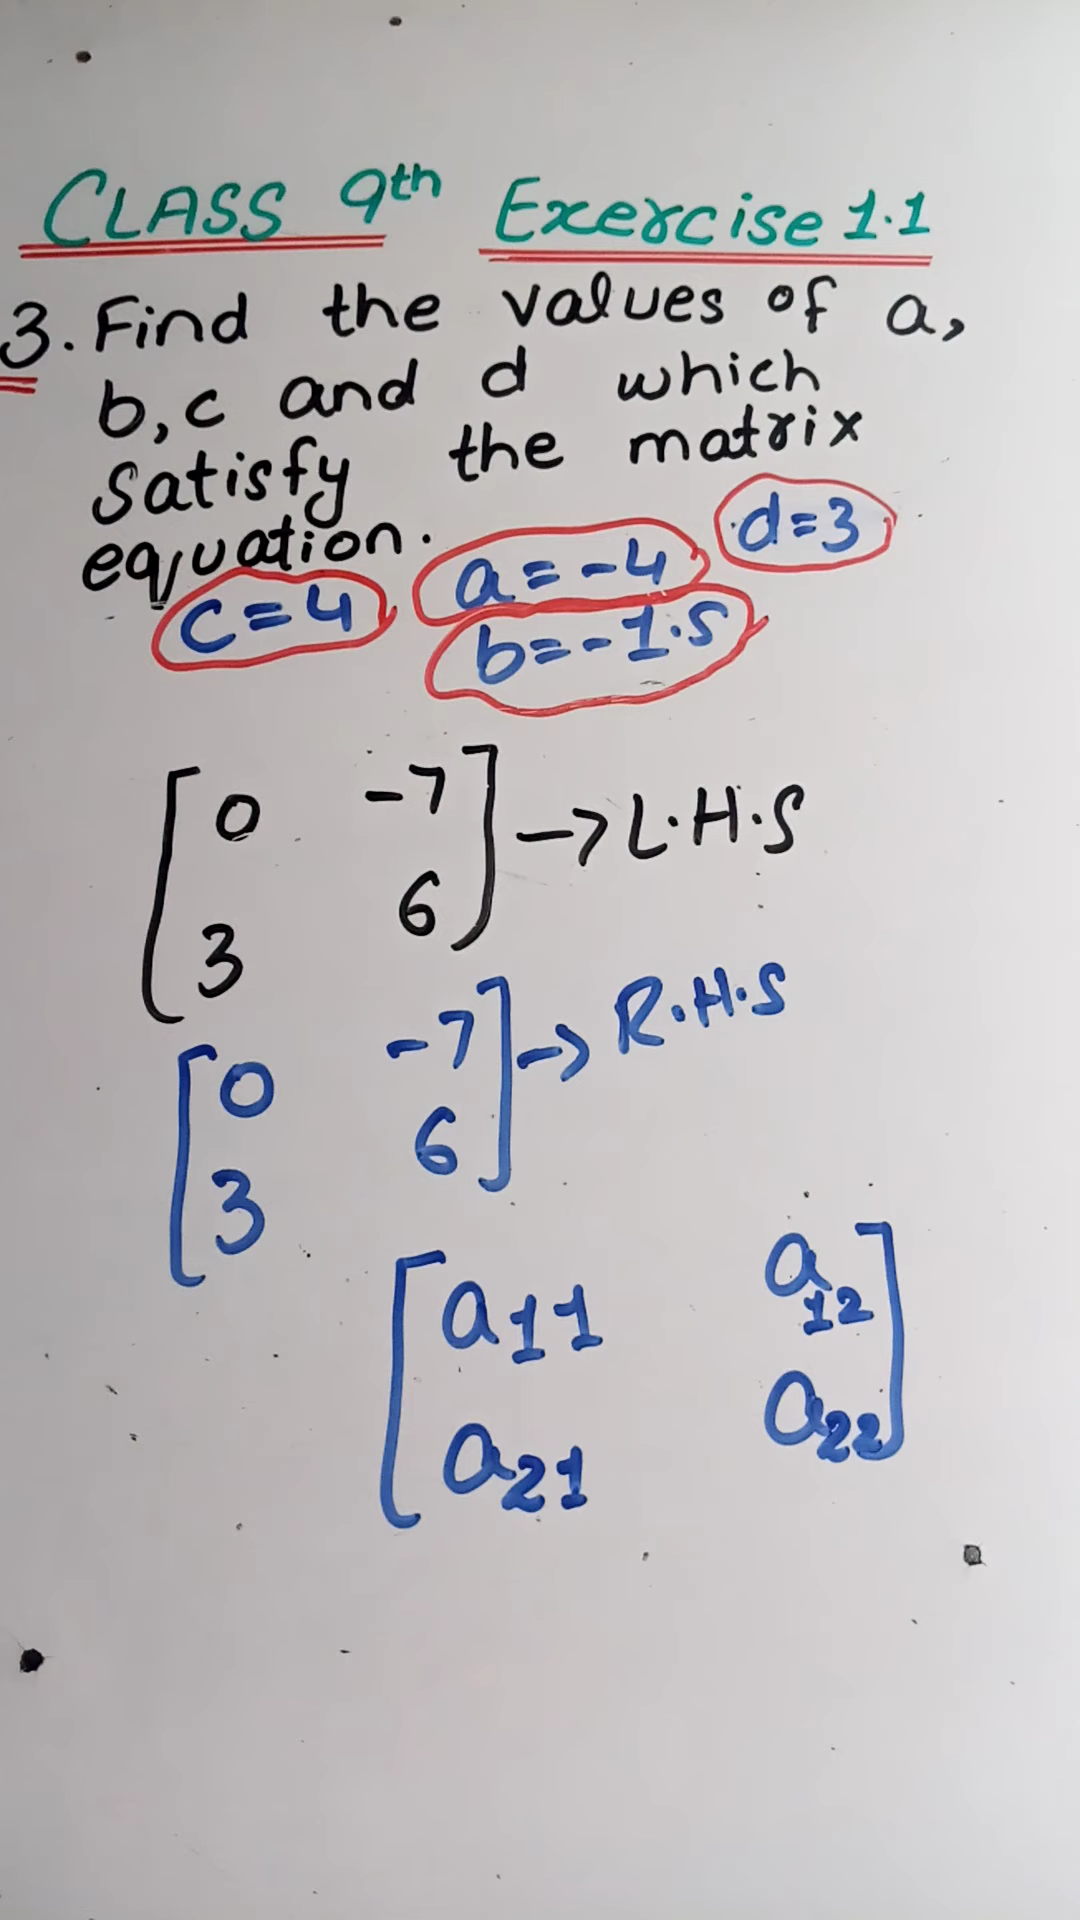 CLASS 9th Exercise 1.1
3. Find the values of a,
b,c and d which
Satisfy the matrix
equation.
d=3
a=-4
c=4
b=-1.5
0 -7 → L.H.S
3 6
0 -7 → R.H.S
3 6
a11 a12
a21 a22